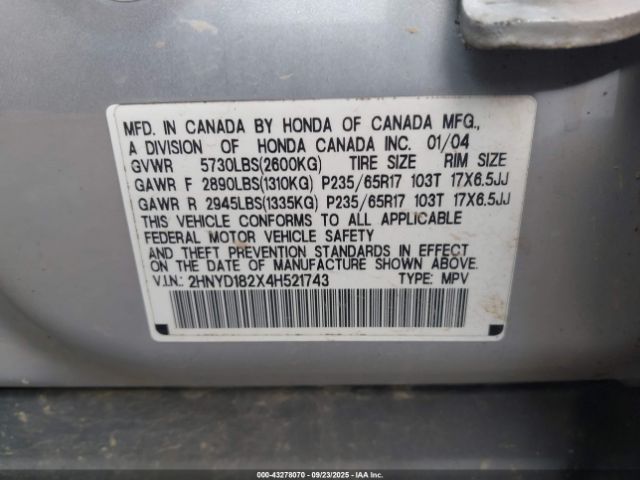 MFD. IN CANADA BY HONDA OF CANADA MFG.,
A DIVISION OF HONDA CANADA INC. 01/04
GVWR 5730LBS(2600KG) TIRE SIZE RIM SIZE
GAWR F 2890LBS(1310KG) P235/65R17 103T 17X6.5JJ
GAWR R 2945LBS(1335KG) P235/65R17 103T 17X6.5JJ
THIS VEHICLE CONFORMS TO ALL APPLICABLE
FEDERAL MOTOR VEHICLE SAFETY
AND THEFT PREVENTION STANDARDS IN EFFECT
ON THE DATE OF MANUFACTURE SHOWN ABOVE.
V.I.N.: 2HNYD182X4H521743 TYPE: MPV
000-43278070 - 09/23/2025 - IAAI.COM